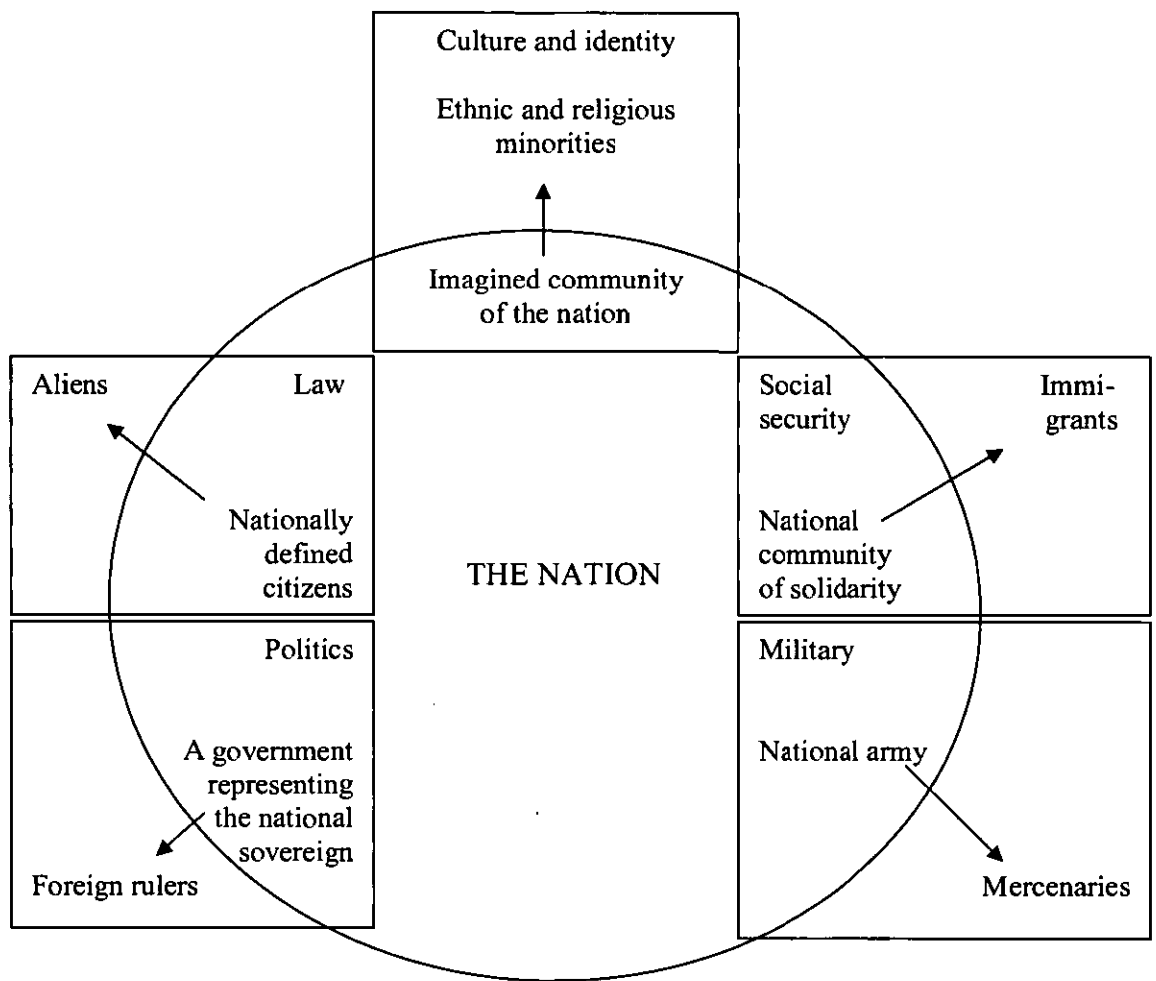 Culture and identity
Ethnic and religious
minorities
Imagined community
of the nation
Aliens
Law
Nationally
defined
citizens
Social
security
Immi-
grants
National
community
of solidarity
THE NATION
Politics
A government
representing
the national
sovereign
Foreign rulers
Military
National army
Mercenaries